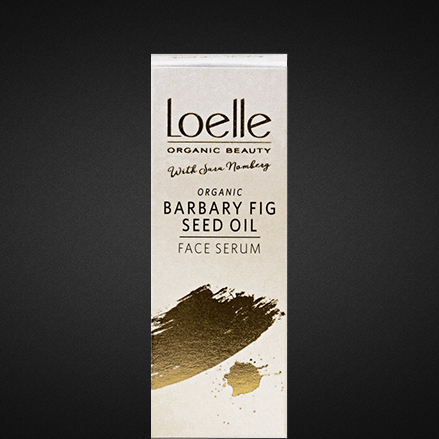 Loelle
ORGANIC BEAUTY
With Sara Nomberg
ORGANIC
BARBARY FIG
SEED OIL
FACE SERUM